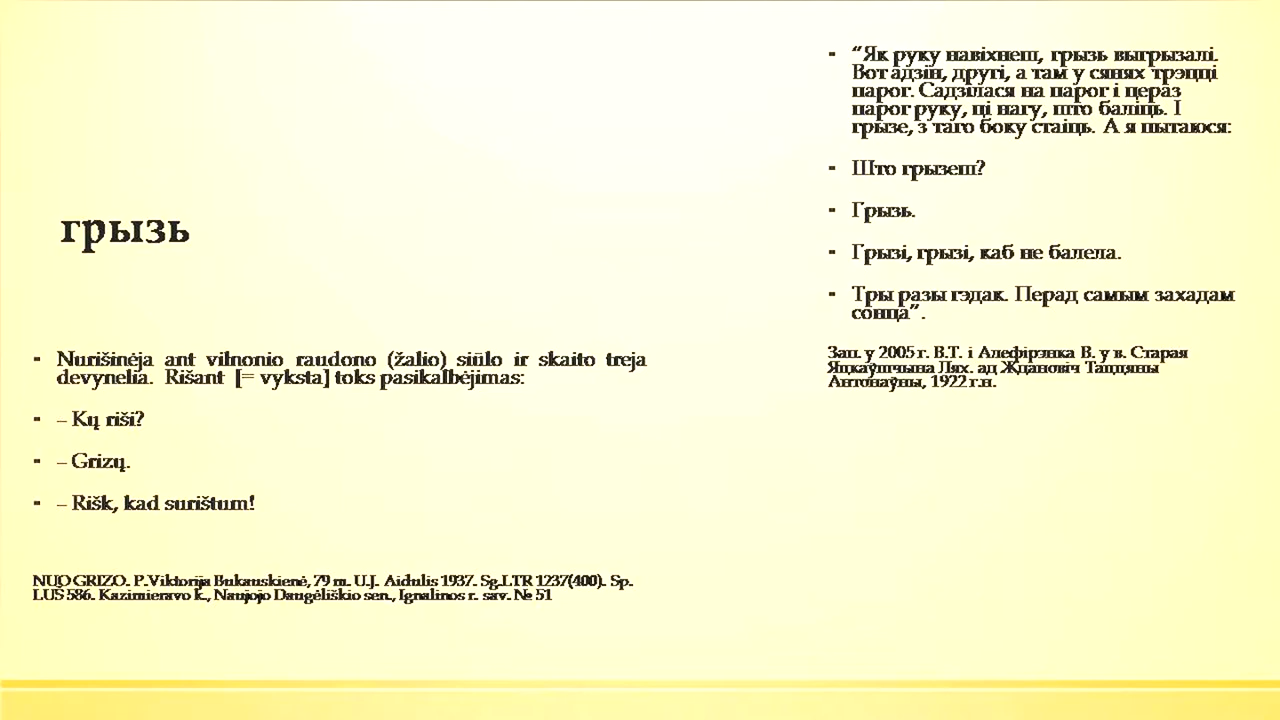 грызь
- Nurišinėja ant vilnonio raudono (žalio) siūlo ir skaito treja
devynelia. Rišant [= vyksta] toks pasikalbėjimas:
- – Kų riši?
- – Grizų.
- – Rišk, kad surištum!
NUO GRIZO. P.Viktorija Bukauskienė, 79 m. U.J. Aidulis 1937. Sg.LTR 1237(400). Sp.
LUŠ 586. Kazimieravo k., Naujojo Daugėliškio sen., Ignalinos r. sav. № 51
- “Як руку навіхнеш, грызь выгрызалі.
Вот адзін, другі, а там у сянях трэцці
парог. Садзілася на парог і цераз
парог руку, ці нагу, што баліць. І
грызе, з таго боку стаіць. А я пытаюся:
- Што грызеш?
- Грызь.
- Грызі, грызі, каб не балела.
- Тры разы гэдак. Перад самым захадам
сонца”.
Зап. у 2005 г. В.Т. і Алефірэнка В. у в. Старая
Яцкаўшчына Лях. ад Ждановіч Таццяны
Антонаўны, 1922 г.н.